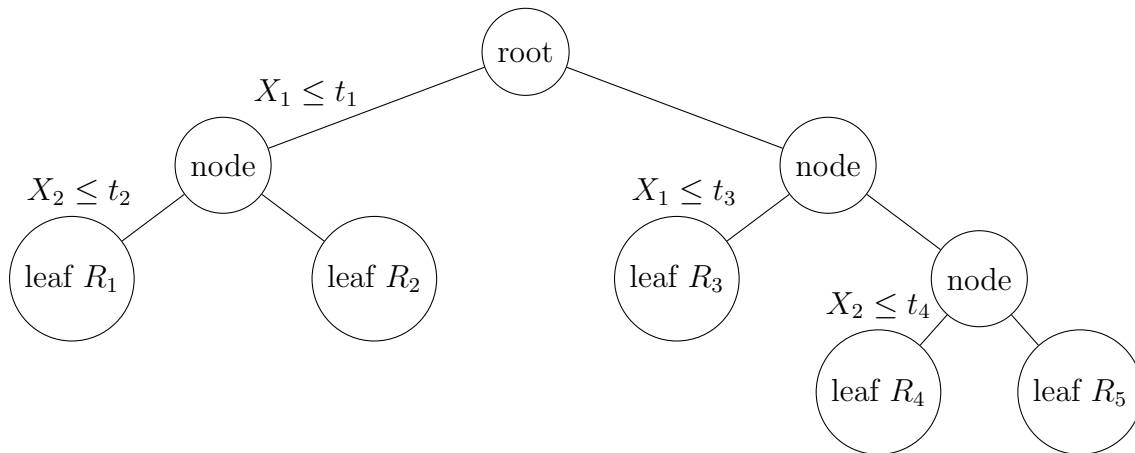 root
X₁ ≤ t₁
node
node
X₂ ≤ t₂
X₁ ≤ t₃
leaf R₁
leaf R₂
leaf R₃
node
X₂ ≤ t₄
leaf R₄
leaf R₅